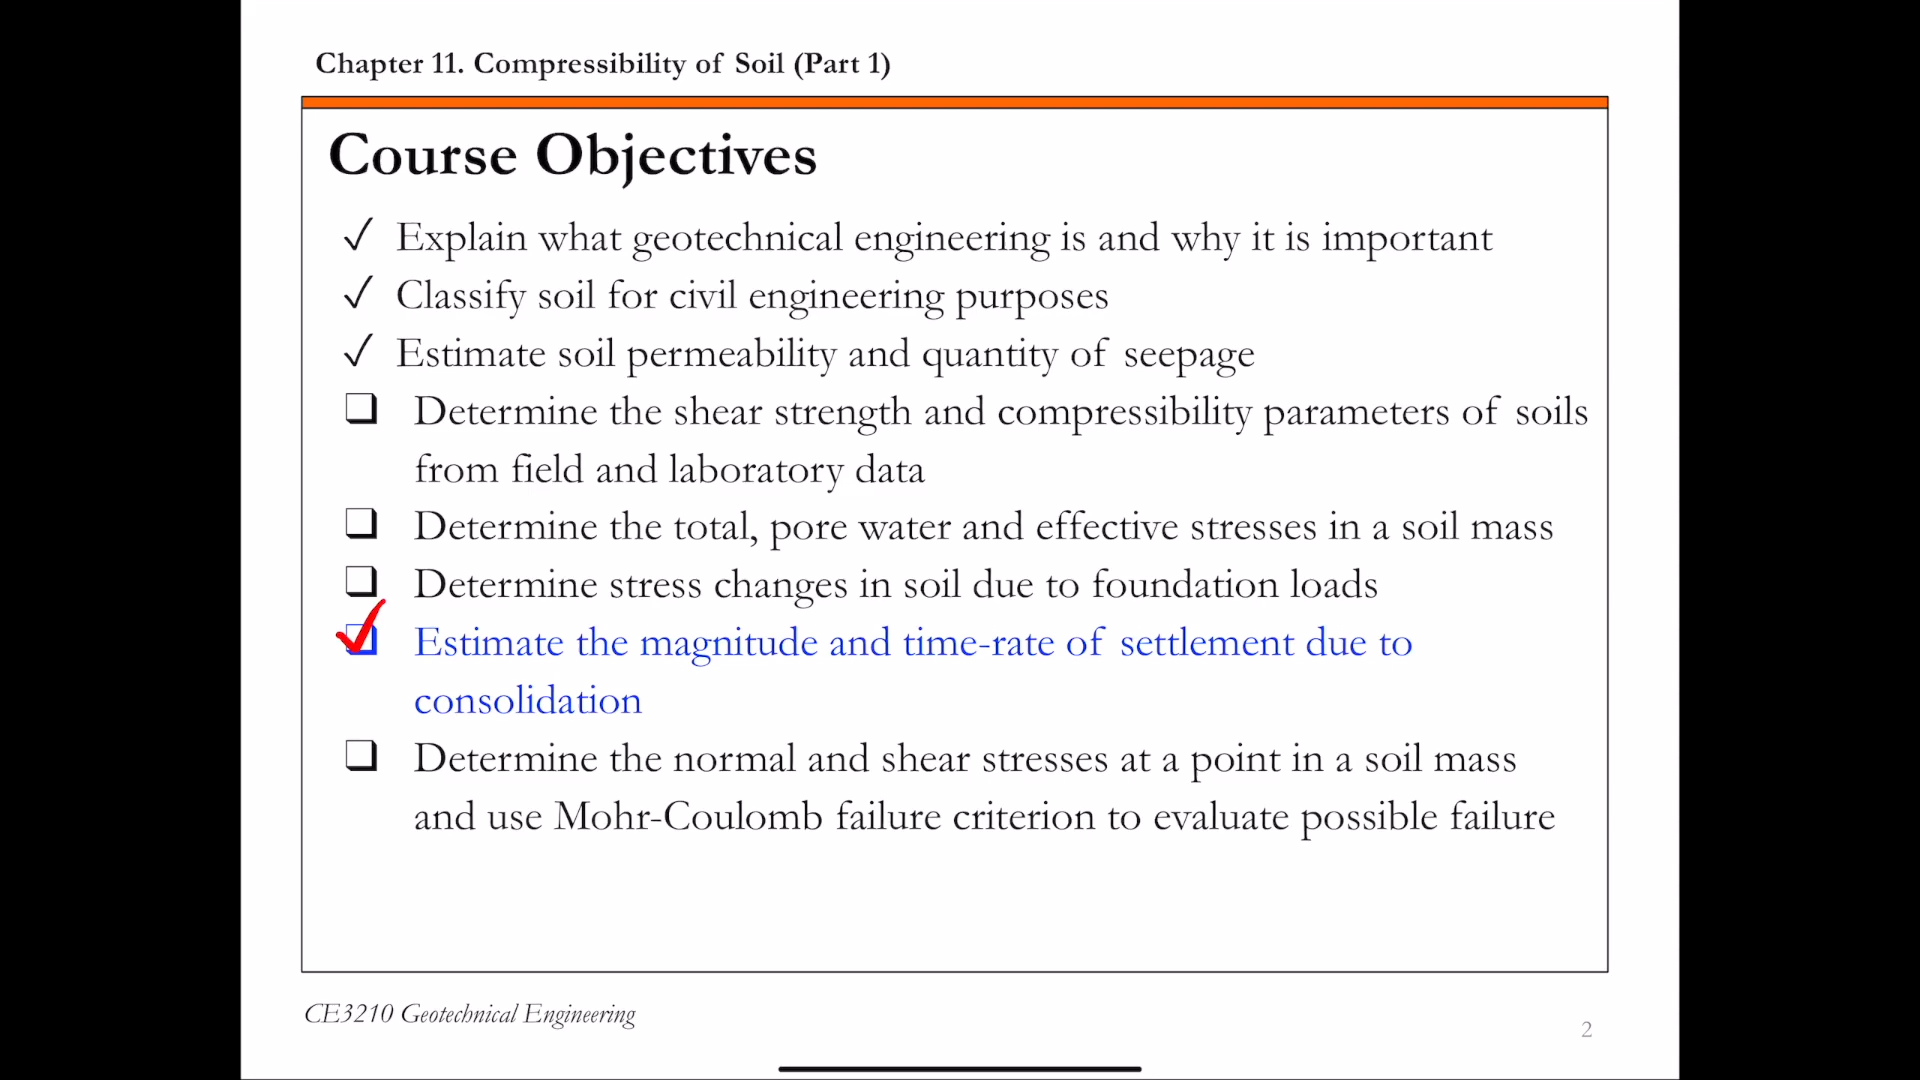 Chapter 11. Compressibility of Soil (Part 1)
Course Objectives
✓ Explain what geotechnical engineering is and why it is important
✓ Classify soil for civil engineering purposes
✓ Estimate soil permeability and quantity of seepage
❑ Determine the shear strength and compressibility parameters of soils
from field and laboratory data
❑ Determine the total, pore water and effective stresses in a soil mass
❑ Determine stress changes in soil due to foundation loads
❑ Estimate the magnitude and time-rate of settlement due to
consolidation
❑ Determine the normal and shear stresses at a point in a soil mass
and use Mohr-Coulomb failure criterion to evaluate possible failure
CE3210 Geotechnical Engineering
2